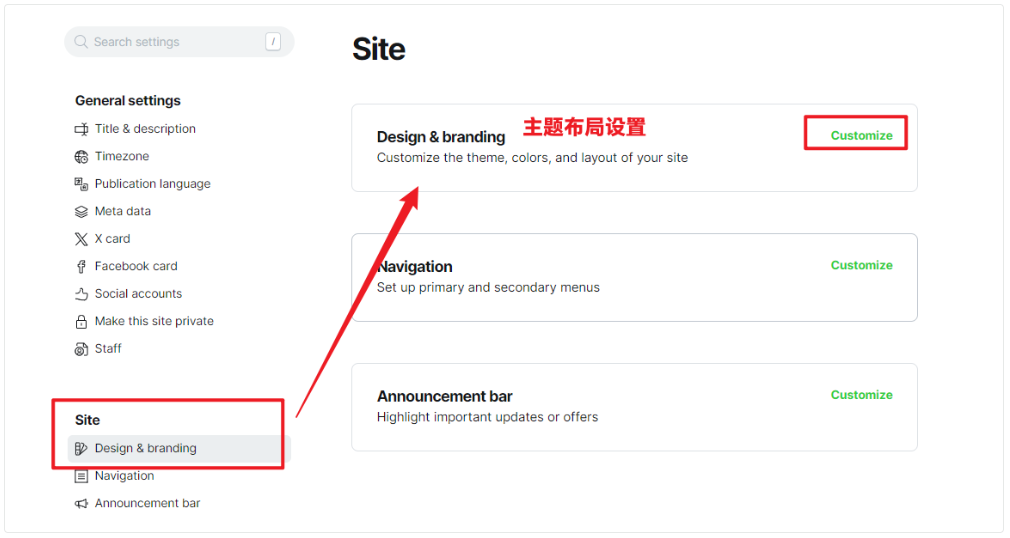 Search settings
/
General settings
Title & description
Timezone
Publication language
Meta data
X card
Facebook card
Social accounts
Make this site private
Staff
Site
Design & branding
Navigation
Announcement bar
Site
Design & branding
主题布局设置
Customize
Customize the theme, colors, and layout of your site
Navigation
Customize
Set up primary and secondary menus
Announcement bar
Customize
Highlight important updates or offers